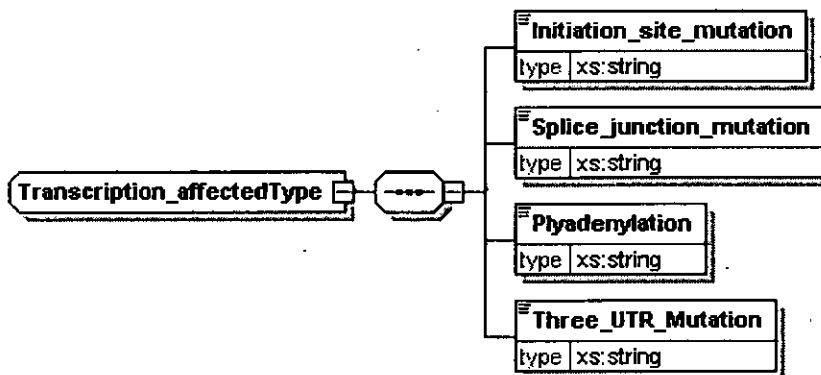 Initiation_site_mutation
type xs:string
Splice_junction_mutation
type xs:string
Transcription_affectedType
Plyadenylation
type xs:string
Three_UTR_Mutation
type xs:string